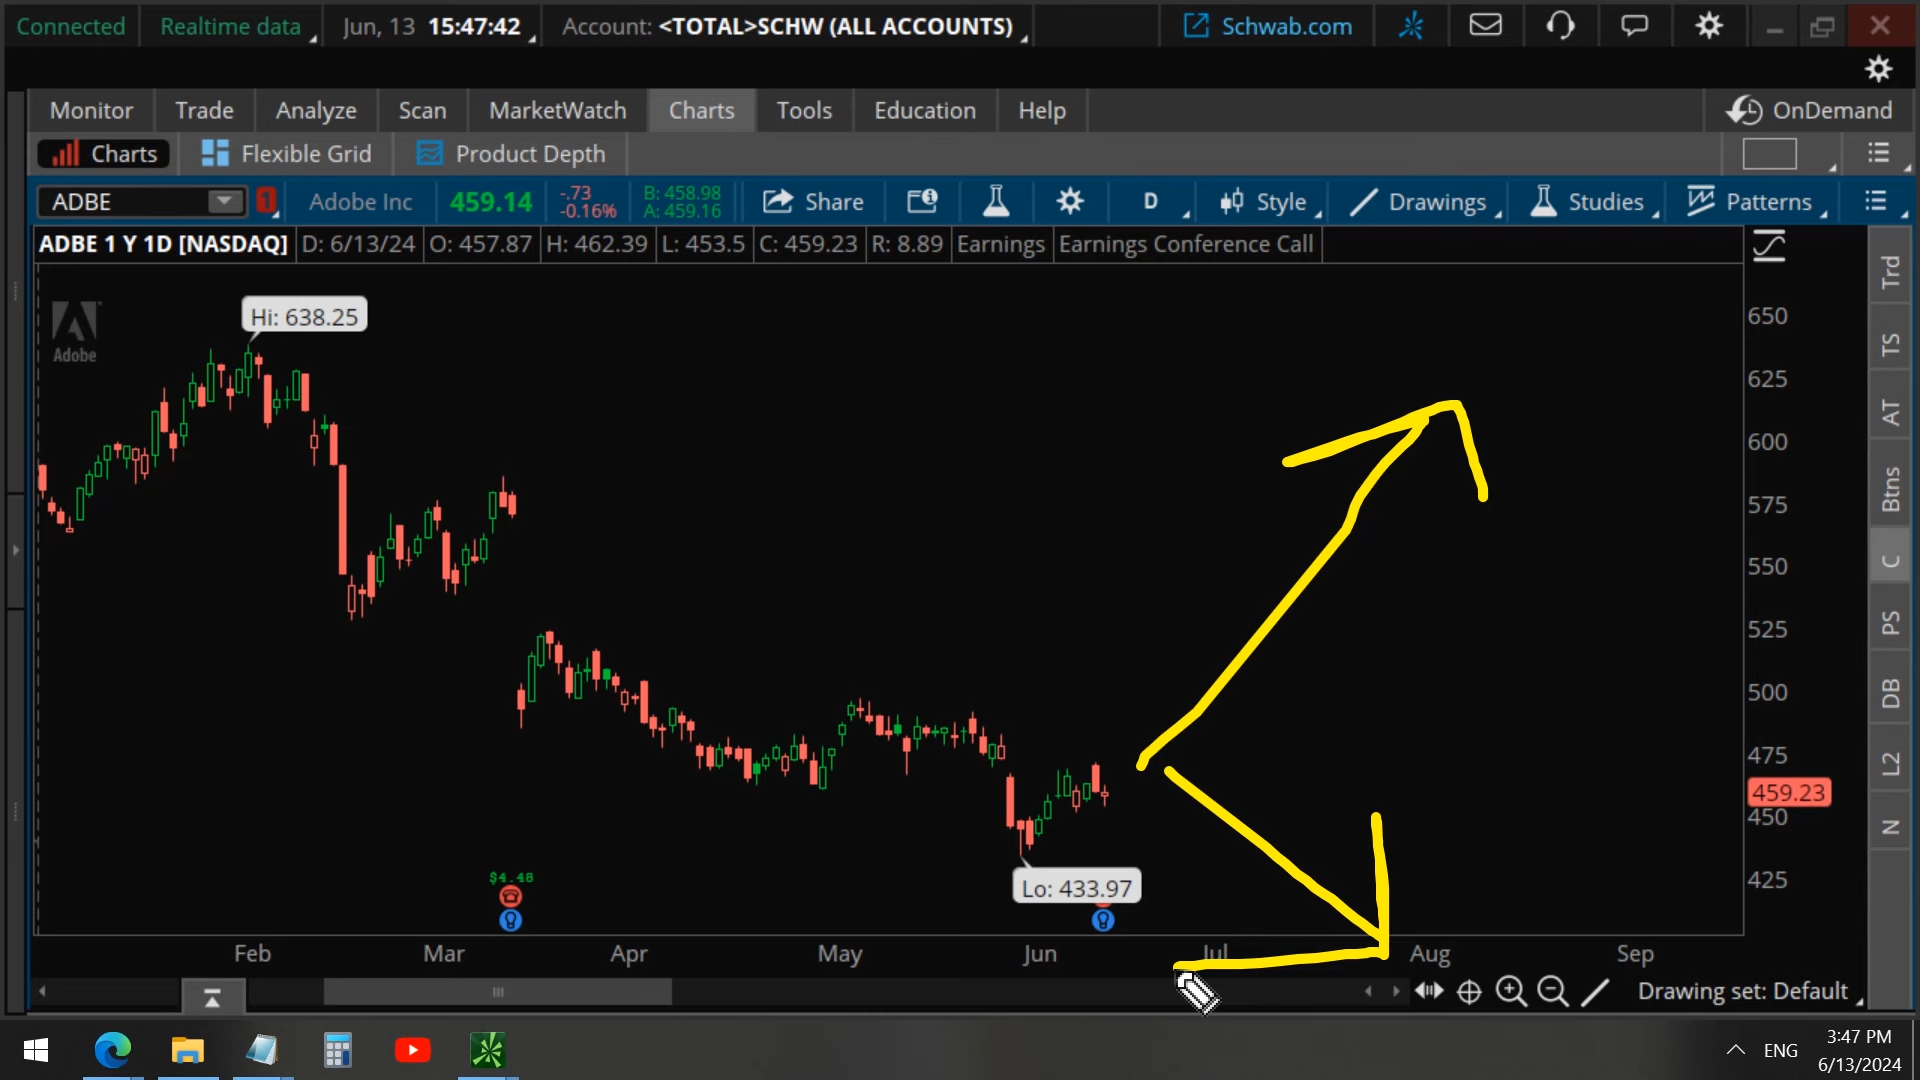 Connected Realtime data Jun, 13 15:47:42 Account: <TOTAL>SCHW (ALL ACCOUNTS) Schwab.com
Monitor Trade Analyze Scan MarketWatch Charts Tools Education Help OnDemand
Charts Flexible Grid Product Depth
ADBE 1 Adobe Inc 459.14 -.73 B: 458.98 Share D Style Drawings Studies Patterns
-0.16% A: 459.16
ADBE 1 Y 1D [NASDAQ] D: 6/13/24 O: 457.87 H: 462.39 L: 453.5 C: 459.23 R: 8.89 Earnings Earnings Conference Call
Trd
TS
AT
Btns
C
PS
DB
L2
N
Adobe
Hi: 638.25
650
625
600
575
550
525
500
475
459.23
450
425
$4.48
Lo: 433.97
Feb Mar Apr May Jun Jul Aug Sep
Drawing set: Default
ENG 3:47 PM
6/13/2024